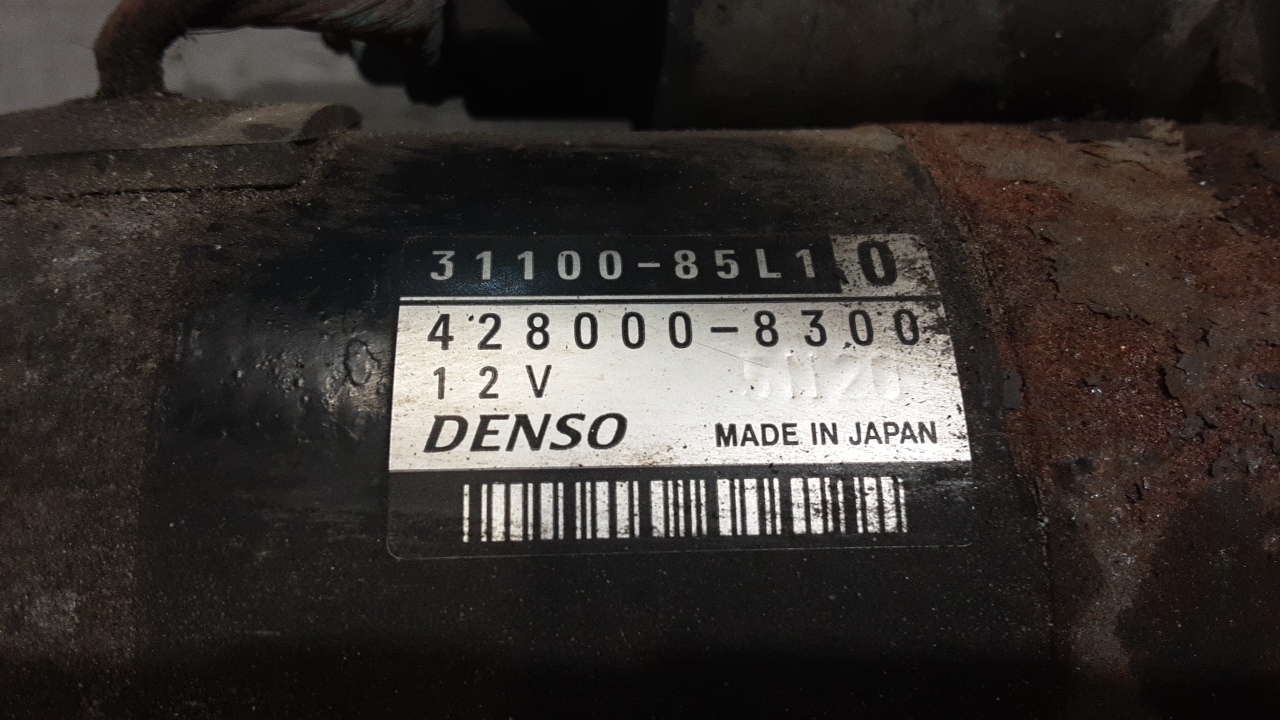 31100-85L10
428000-8300
12V
DENSO MADE IN JAPAN